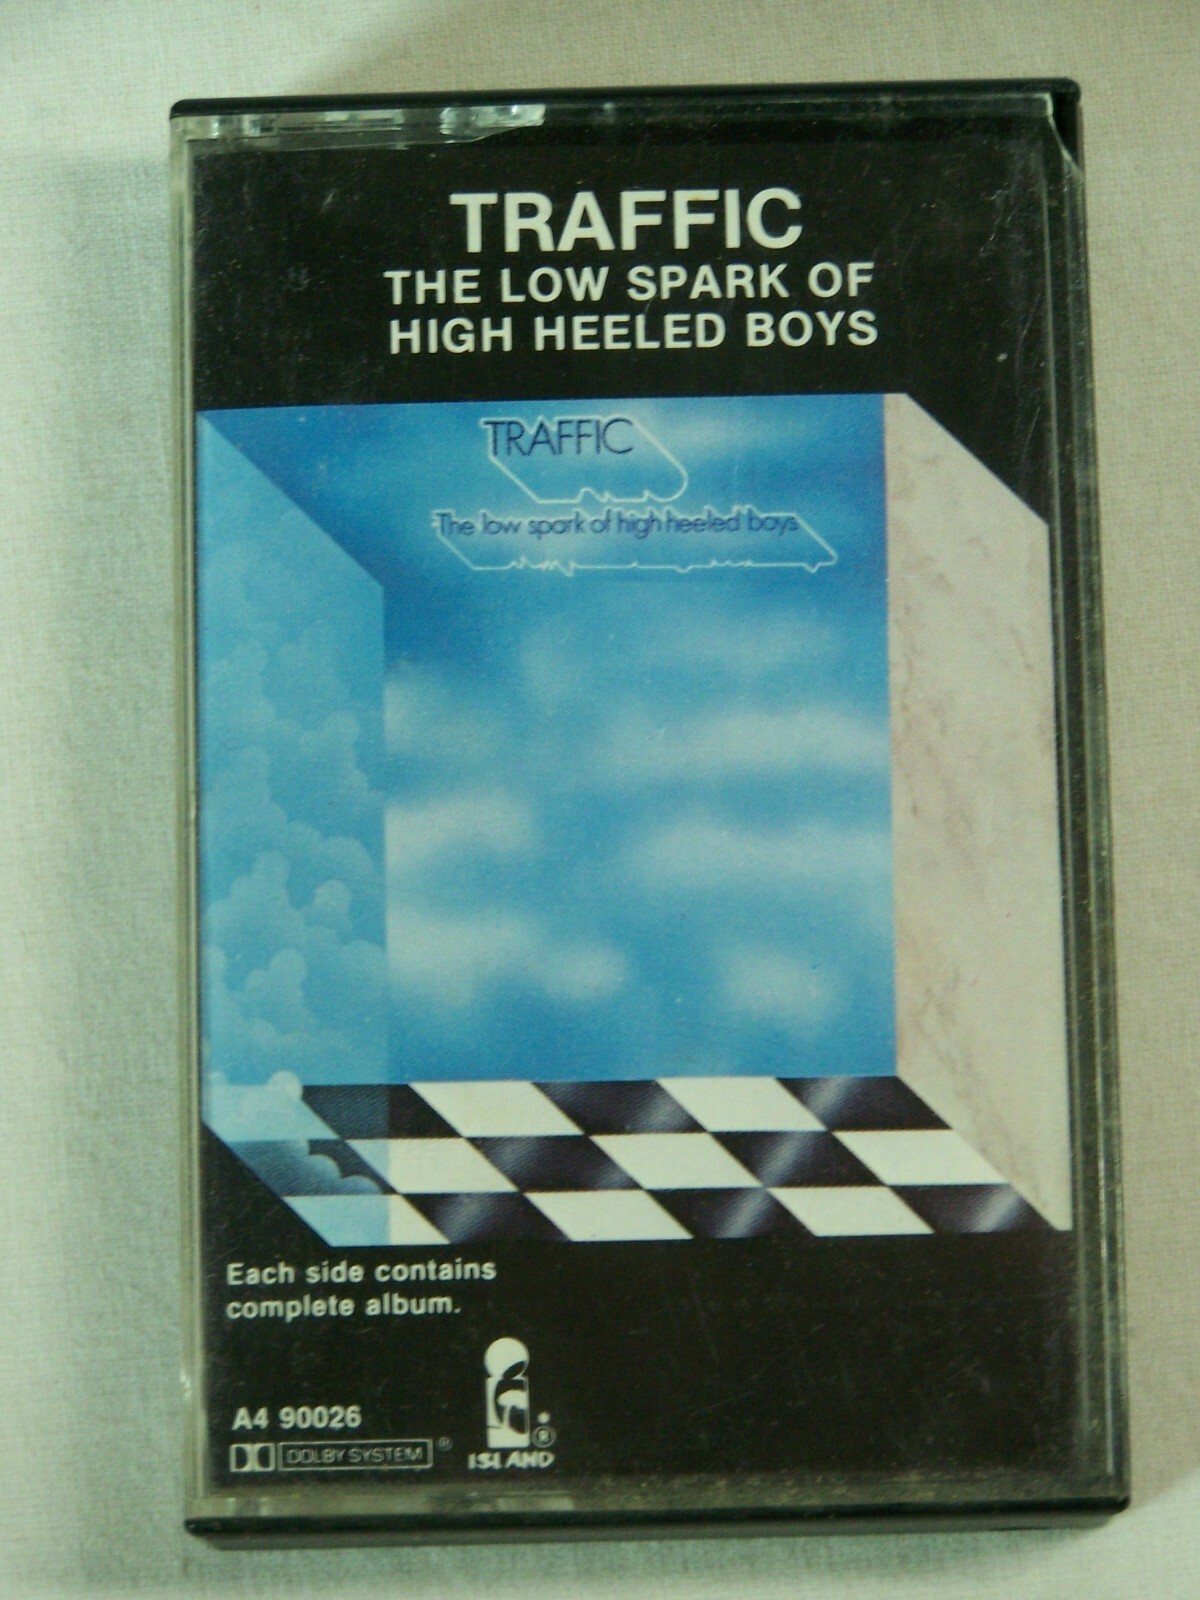 TRAFFIC
THE LOW SPARK OF
HIGH HEELED BOYS
TRAFFIC
The low spark of high heeled boys
Each side contains
complete album.
A4 90026
DOLBY SYSTEM ®
®
ISLAND